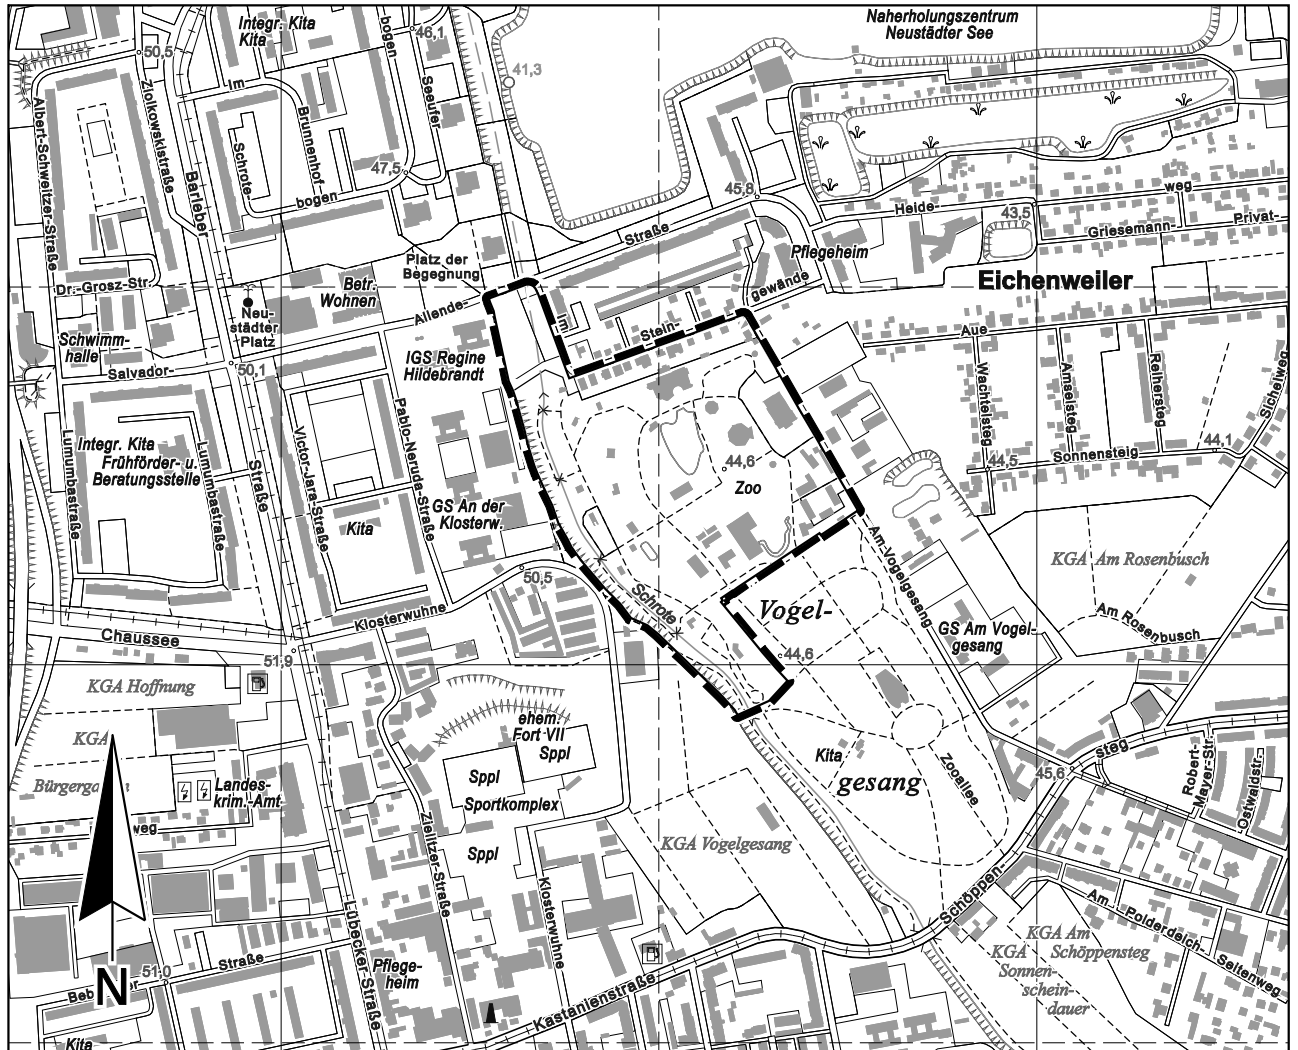 Integr. Kita
Kita
bogen
46,1
Naherholungszentrum
Neustädter See
50,5
41,3
Im
Seeufer
Ziolkowskistraße
Albert-Schweitzer-Straße
Brunnenhof-
Schroter
47,5
bogen
Barleber
45,8
weg
Heide-
43,5
Privat-
Griesemann-
Straße
Pflegeheim
Platz der
Begegnung
Eichenweiler
Dr.-Grosz-Str.
Betr.
Wohnen
gewände
Neu-
städter
Platz
Allende-
Im
Stein-
Aue
Schwimm-
halle
IGS Regine
Hildebrandt
Salvador-
50,1
Wachtelsteg
Amselsteg
Reihersteg
Sichelweg
Pablo-Neruda-Straße
Victor-Jara-Straße
Lumumbastraße
Lumumbastraße
Integr. Kita
Frühförder- u.
Beratungsstelle
Straße
44,1
Sonnensteig
44,5
44,6
Zoo
GS An der
Klosterw.
Kita
Am Vogelgesang
KGA Am Rosenbusch
50,5
Schrote
Vogel-
Klosterwuhne
Chaussee
Am Rosenbusch
GS Am Vogel-
gesang
51,9
44,6
KGA Hoffnung
KGA
ehem.
Fort VII
Sppl
Sppl
Kita
gesang
Zooallee
steg
45,6
Robert-
Mayer-Str.
Ostwaldstr.
Landes-
krim.-Amt
Sportkomplex
weg
Zielitzer-Straße
Sppl
KGA Vogelgesang
Klosterwuhne
Schöppen-
Am
Polderdeich-
Seitenweg
Lübecker-Straße
KGA Am
Schöppensteg
KGA
Sonnen-
schein-
dauer
Pflege-
heim
51,0
Straße
N
Kastanienstraße
Kita